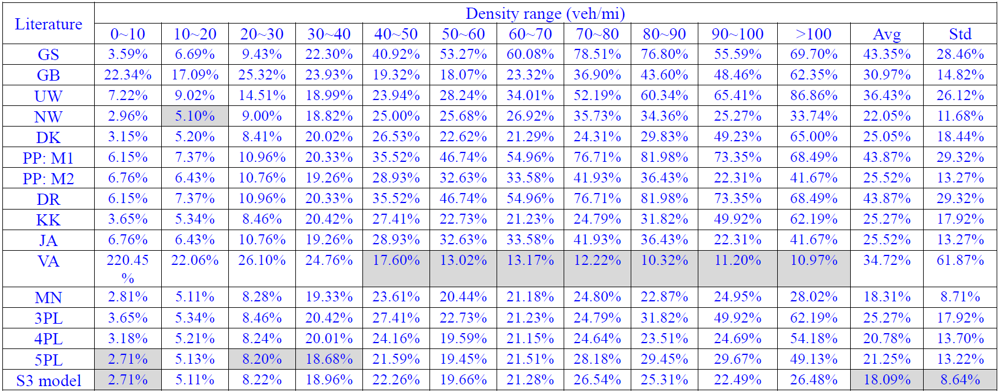 Literature Density range (veh/mi)
0~10 10~20 20~30 30~40 40~50 50~60 60~70 70~80 80~90 90~100 >100 Avg Std
GS 3.59% 6.69% 9.43% 22.30% 40.92% 53.27% 60.08% 78.51% 76.80% 55.59% 69.70% 43.35% 28.46%
GB 22.34% 17.09% 25.32% 23.93% 19.32% 18.07% 23.32% 36.90% 43.60% 48.46% 62.35% 30.97% 14.82%
UW 7.22% 9.02% 14.51% 18.99% 23.94% 28.24% 34.01% 52.19% 60.34% 65.41% 86.86% 36.43% 26.12%
NW 2.96% 5.10% 9.00% 18.82% 25.00% 25.68% 26.92% 35.73% 34.36% 25.27% 33.74% 22.05% 11.68%
DK 3.15% 5.20% 8.41% 20.02% 26.53% 22.62% 21.29% 24.31% 29.83% 49.23% 65.00% 25.05% 18.44%
PP: M1 6.15% 7.37% 10.96% 20.33% 35.52% 46.74% 54.96% 76.71% 81.98% 73.35% 68.49% 43.87% 29.32%
PP: M2 6.76% 6.43% 10.76% 19.26% 28.93% 32.63% 33.58% 41.93% 36.43% 22.31% 41.67% 25.52% 13.27%
DR 6.15% 7.37% 10.96% 20.33% 35.52% 46.74% 54.96% 76.71% 81.98% 73.35% 68.49% 43.87% 29.32%
KK 3.65% 5.34% 8.46% 20.42% 27.41% 22.73% 21.23% 24.79% 31.82% 49.92% 62.19% 25.27% 17.92%
JA 6.76% 6.43% 10.76% 19.26% 28.93% 32.63% 33.58% 41.93% 36.43% 22.31% 41.67% 25.52% 13.27%
VA 220.45 22.06% 26.10% 24.76% 17.60% 13.02% 13.17% 12.22% 10.32% 11.20% 10.97% 34.72% 61.87%
%
MN 2.81% 5.11% 8.28% 19.33% 23.61% 20.44% 21.18% 24.80% 22.87% 24.95% 28.02% 18.31% 8.71%
3PL 3.65% 5.34% 8.46% 20.42% 27.41% 22.73% 21.23% 24.79% 31.82% 49.92% 62.19% 25.27% 17.92%
4PL 3.18% 5.21% 8.24% 20.01% 24.16% 19.59% 21.15% 24.64% 23.51% 24.69% 54.18% 20.78% 13.70%
5PL 2.71% 5.13% 8.20% 18.68% 21.59% 19.45% 21.51% 28.18% 29.45% 29.67% 49.13% 21.25% 13.22%
S3 model 2.71% 5.11% 8.22% 18.96% 22.26% 19.66% 21.28% 26.54% 25.31% 22.49% 26.48% 18.09% 8.64%